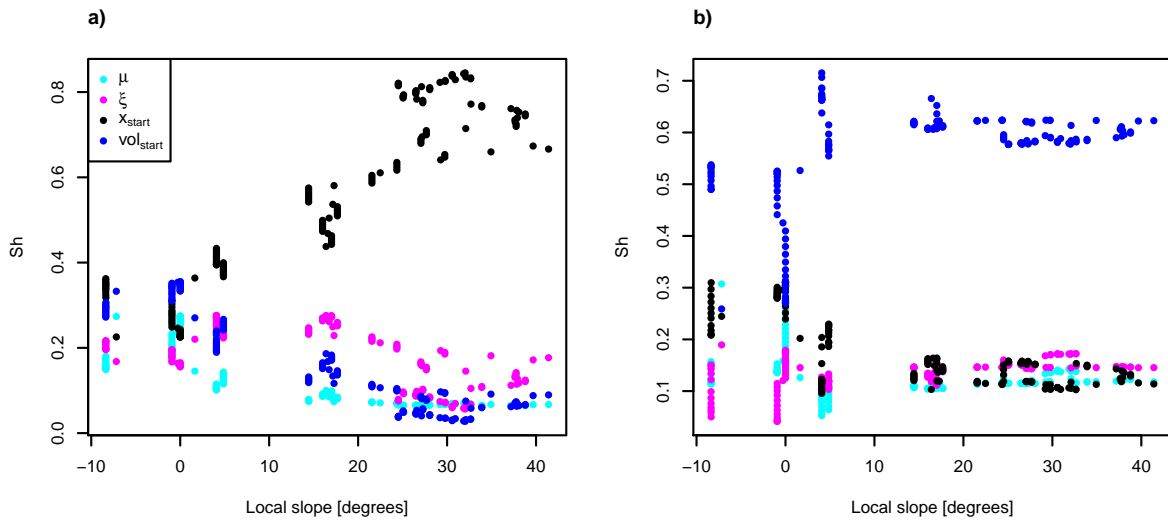 a)
Sh
0.0 0.2 0.4 0.6 0.8
μ
ξ
x_start
vol_start
−10 0 10 20 30 40
Local slope [degrees]
b)
Sh
0.1 0.2 0.3 0.4 0.5 0.6 0.7
−10 0 10 20 30 40
Local slope [degrees]